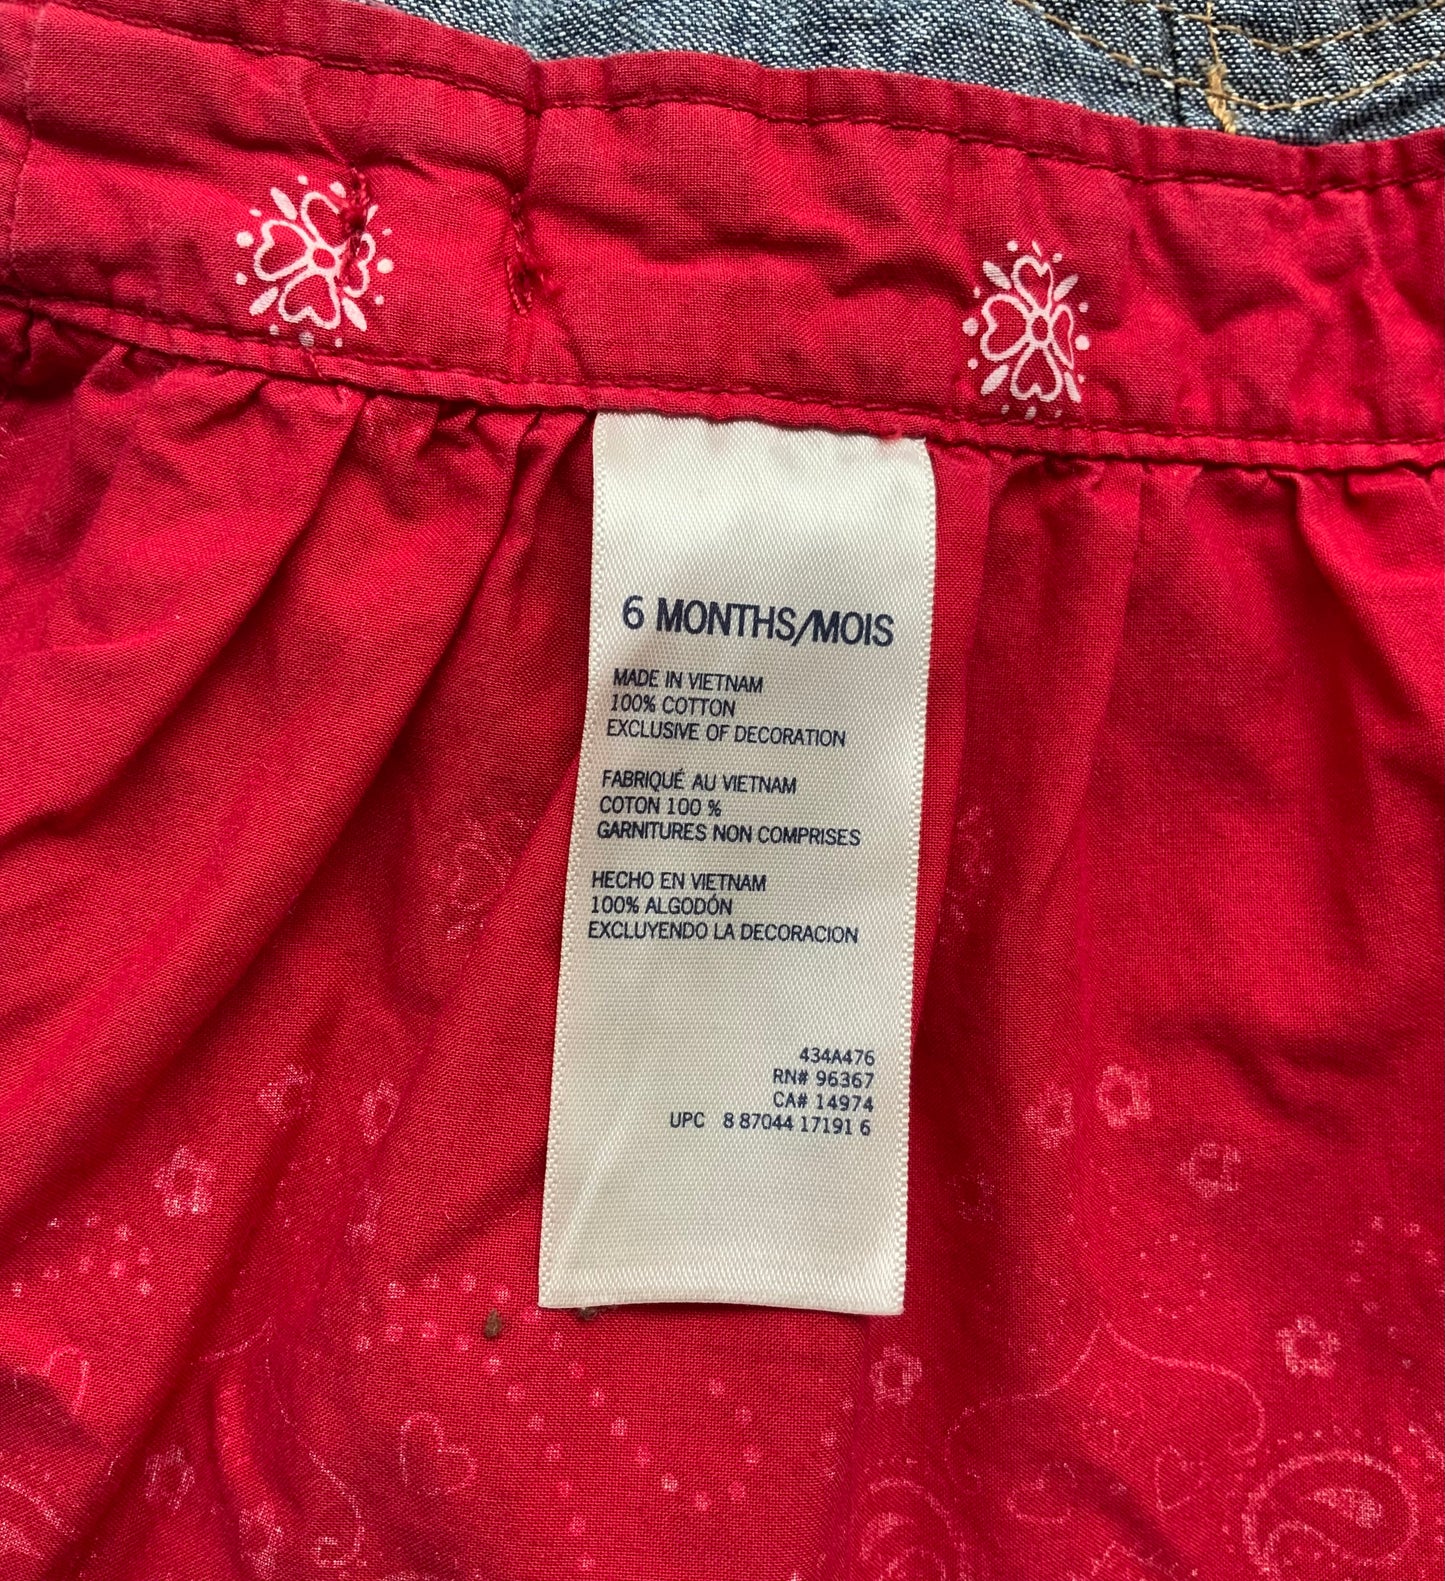 6 MONTHS/MOIS
MADE IN VIETNAM
100% COTTON
EXCLUSIVE OF DECORATION
FABRIQUÉ AU VIETNAM
COTON 100 %
GARNITURES NON COMPRISES
HECHO EN VIETNAM
100% ALGODÓN
EXCLUYENDO LA DECORACION
434A476
RN# 96367
CA# 14974
UPC 8 87044 17191 6